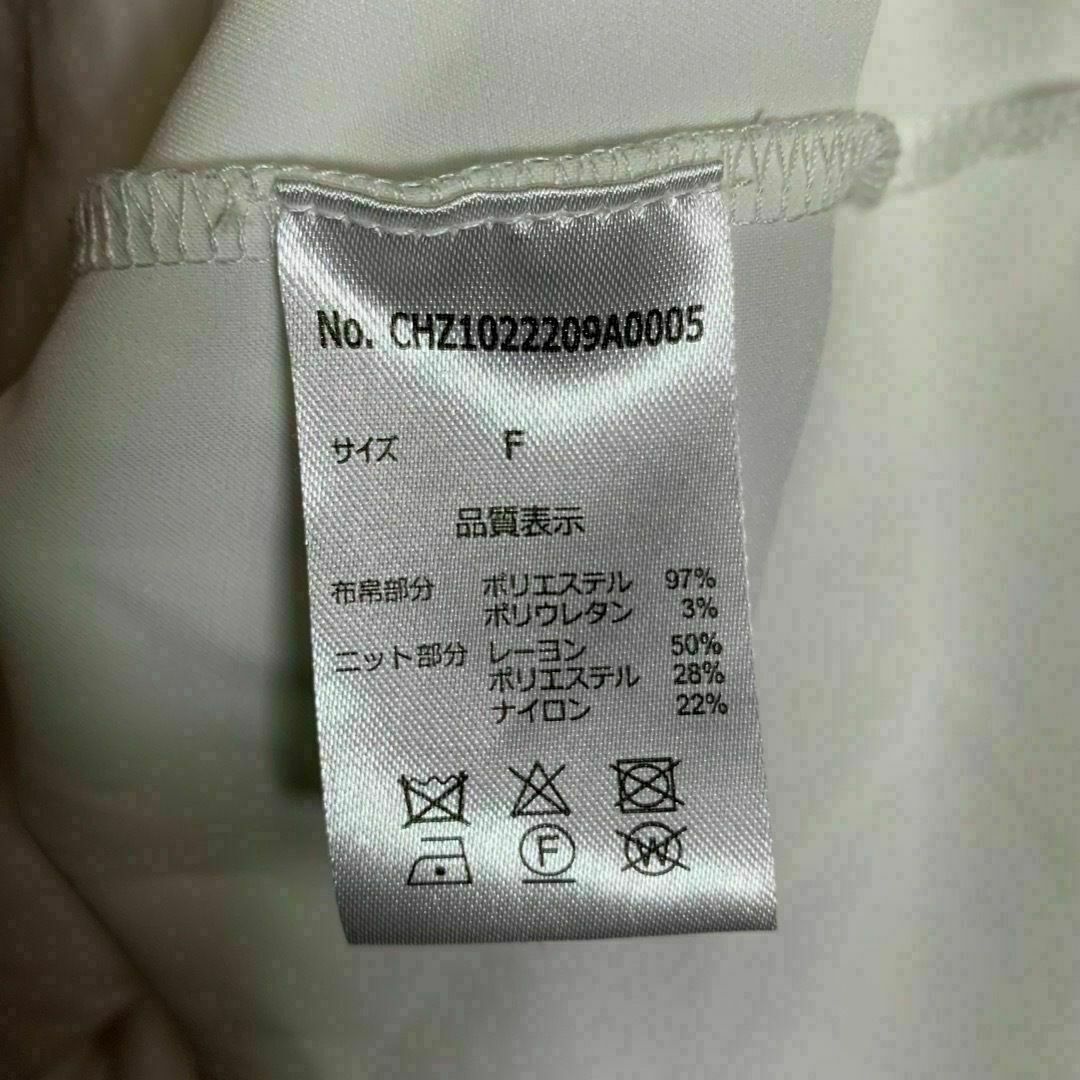 No. CHZ1022209A0005
サイズ F
品質表示
布帛部分 ポリエステル 97%
ポリウレタン 3%
ニット部分 レーヨン 50%
ポリエステル 28%
ナイロン 22%
F W